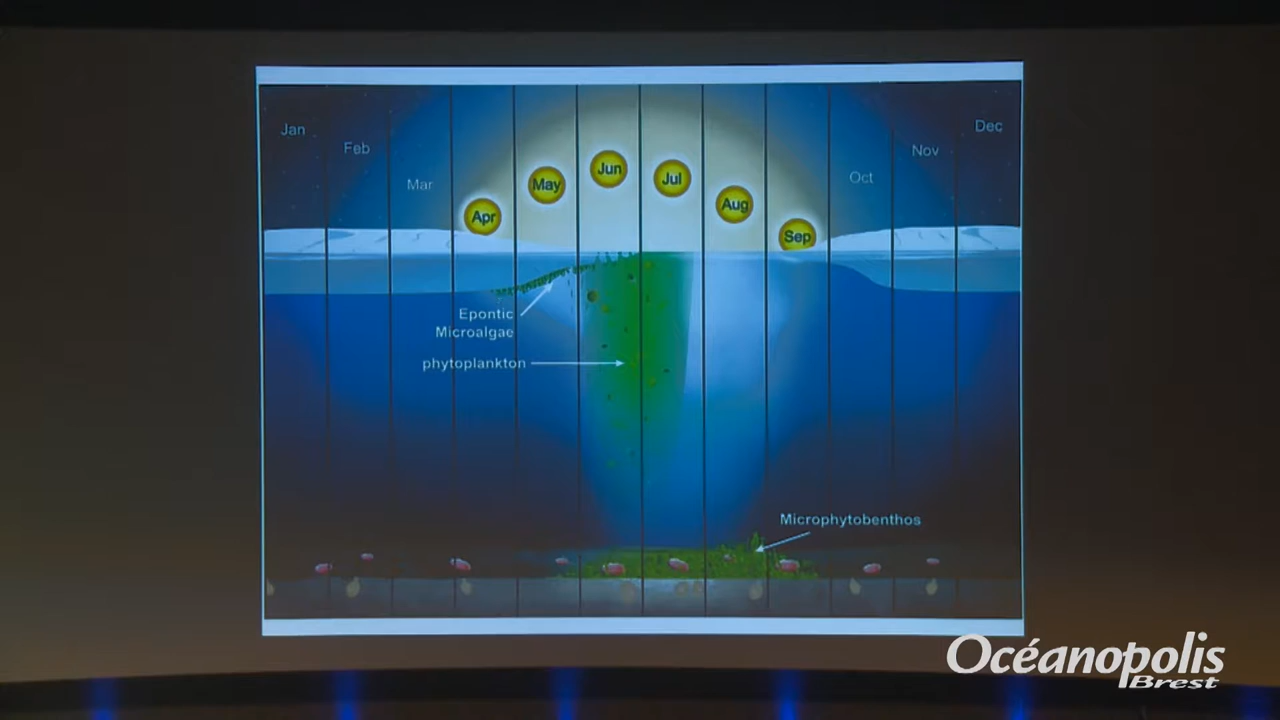 Jan
Feb
Mar
Apr
May
Jun
Jul
Aug
Sep
Oct
Nov
Dec
Epontic
Microalgae
phytoplankton
Microphytobenthos
Océanopolis
Brest